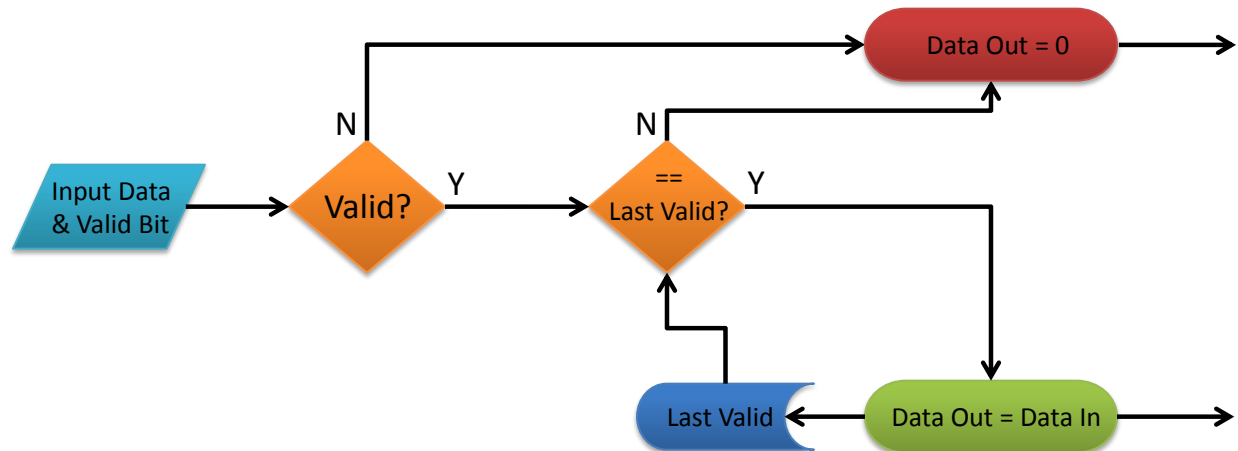 Data Out = 0
N
N
Input Data
& Valid Bit
Valid?
Y
==
Last Valid?
Y
Last Valid
Data Out = Data In